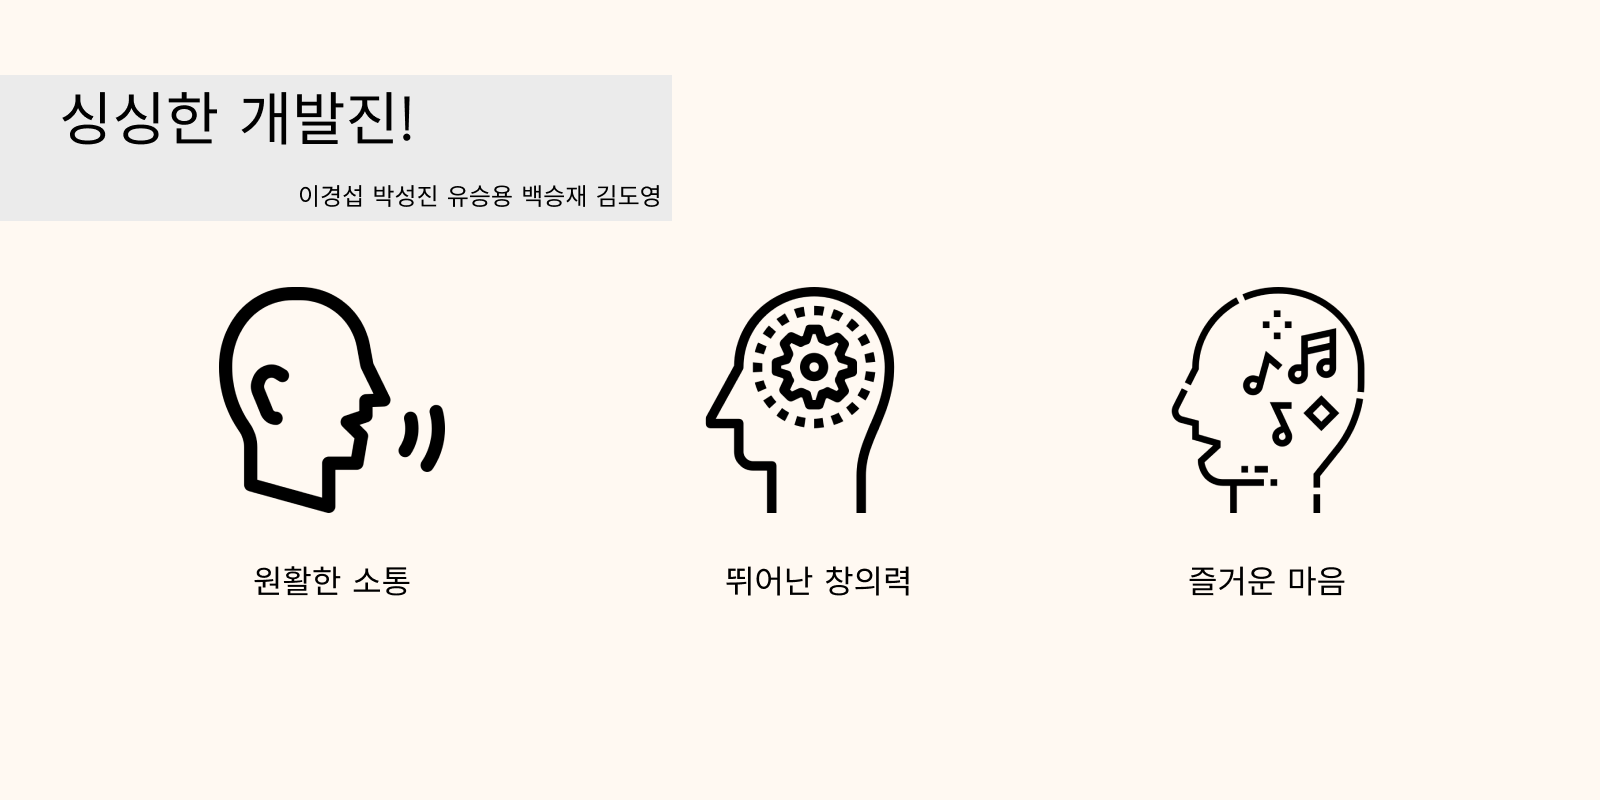 싱싱한 개발진!
이경섭 박성진 유승용 백승재 김도영
원활한 소통
뛰어난 창의력
즐거운 마음